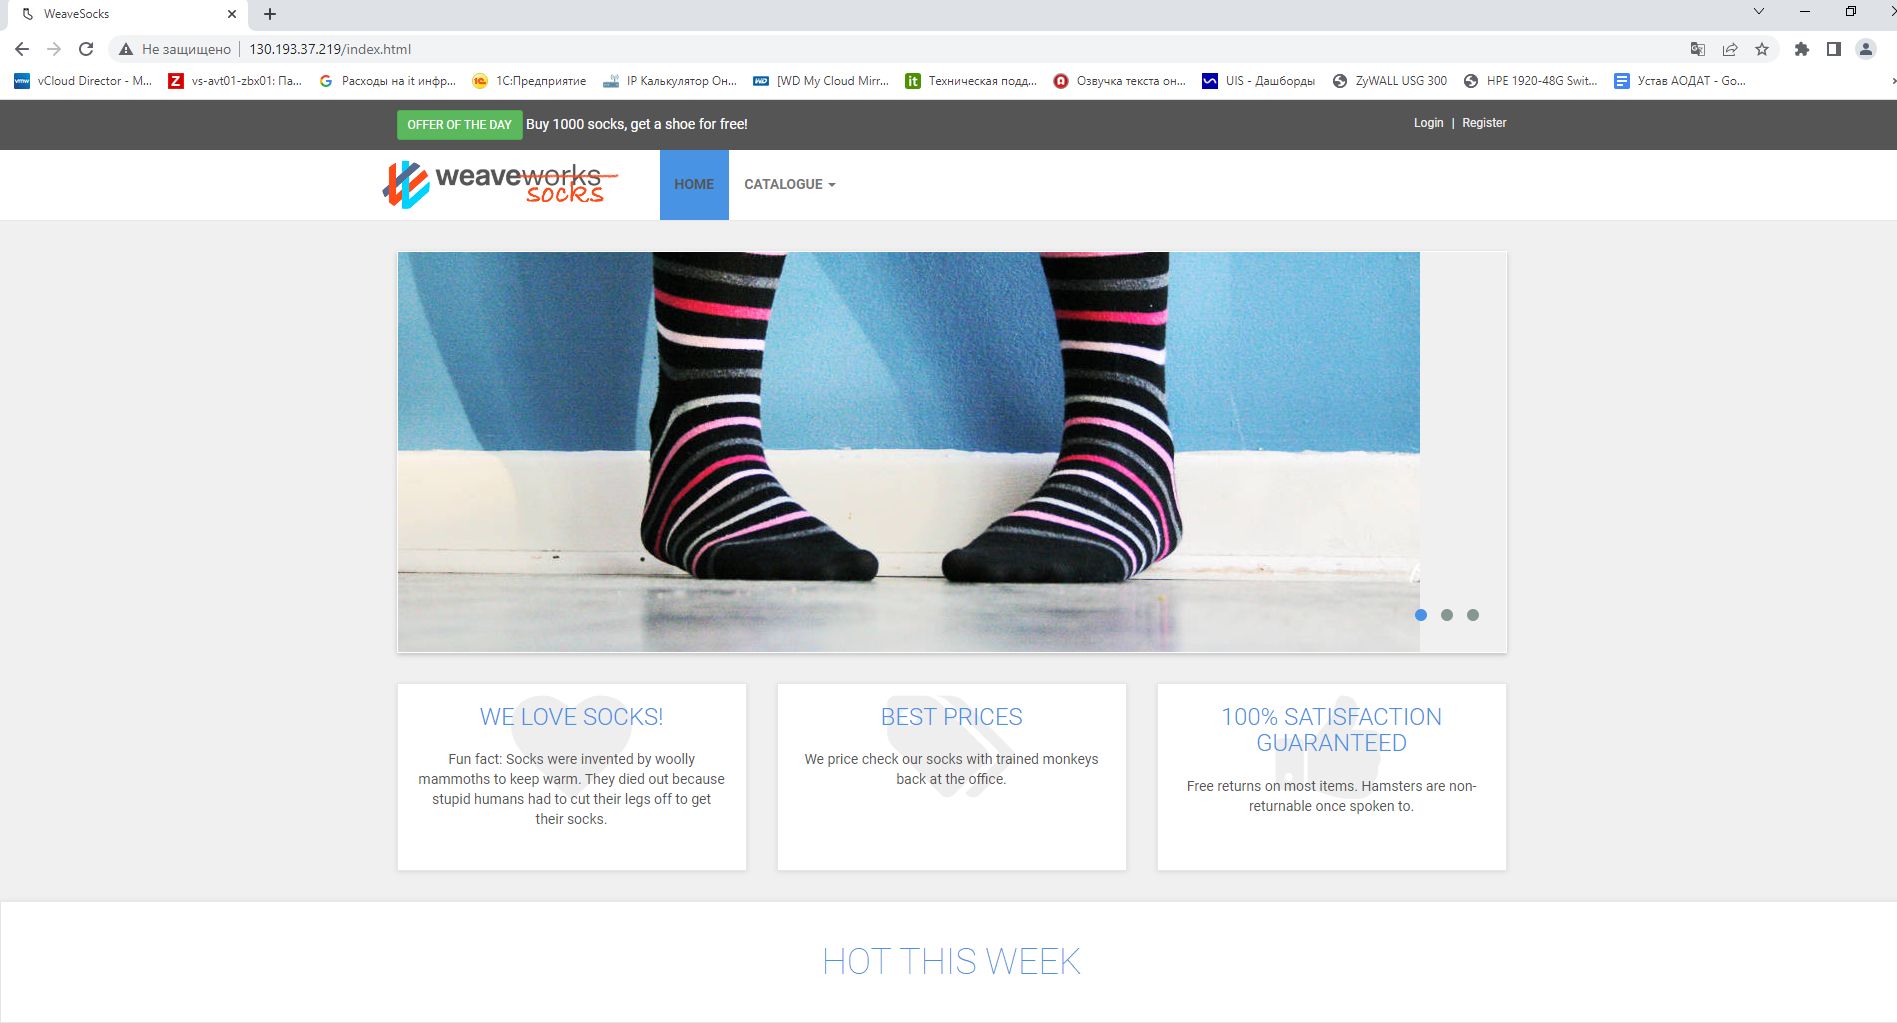 WeaveSocks
Не защищено
130.193.37.219/index.html
vmw vCloud Director - M...
Z vs-avt01-zbx01: Па...
G Расходы на it инфр...
1С:Предприятие
IP Калькулятор Он...
WD [WD My Cloud Mirr...
it Техническая подд...
Озвучка текста он...
UIS - Дашборды
ZyWALL USG 300
HPE 1920-48G Swit...
Устав АОДАТ - Go...
OFFER OF THE DAY Buy 1000 socks, get a shoe for free!
Login | Register
weaveworks
socks
HOME
CATALOGUE
WE LOVE SOCKS!
Fun fact: Socks were invented by woolly
mammoths to keep warm. They died out because
stupid humans had to cut their legs off to get
their socks.
BEST PRICES
We price check our socks with trained monkeys
back at the office.
100% SATISFACTION
GUARANTEED
Free returns on most items. Hamsters are non-
returnable once spoken to.
HOT THIS WEEK